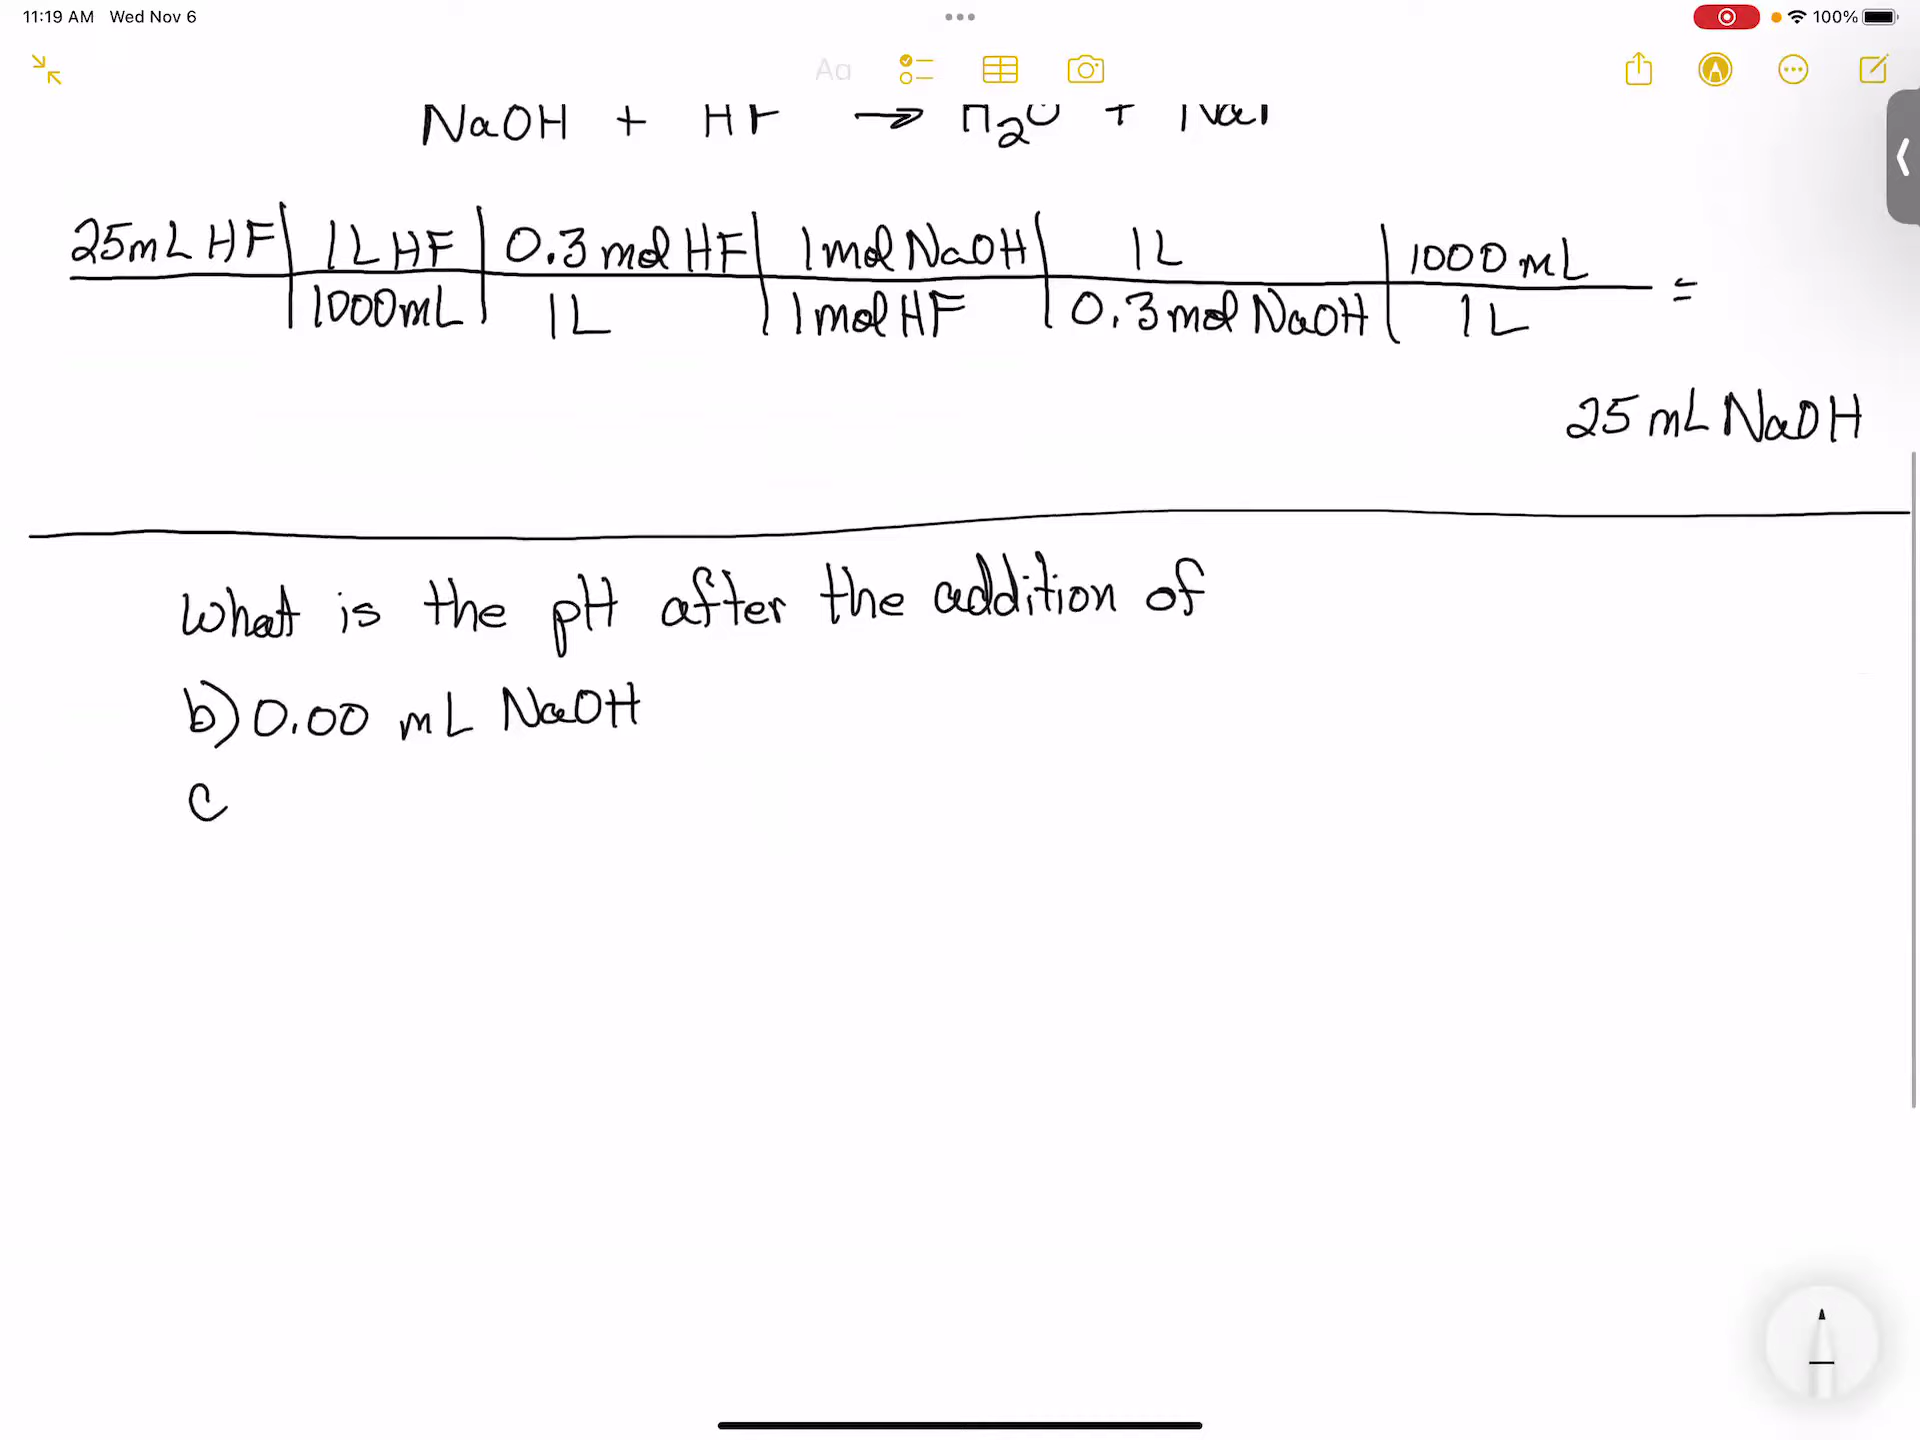 11:19 AM Wed Nov 6
100%
Aa
NaOH + HF → H₂O + NaF
25mL HF | 1L HF | 0.3 mol HF | 1 mol NaOH | 1L | 1000 mL =
1000mL | 1L | 1 mol HF | 0.3 mol NaOH | 1L
25 mL NaOH
What is the pH after the addition of
b) 0.00 mL NaOH
C